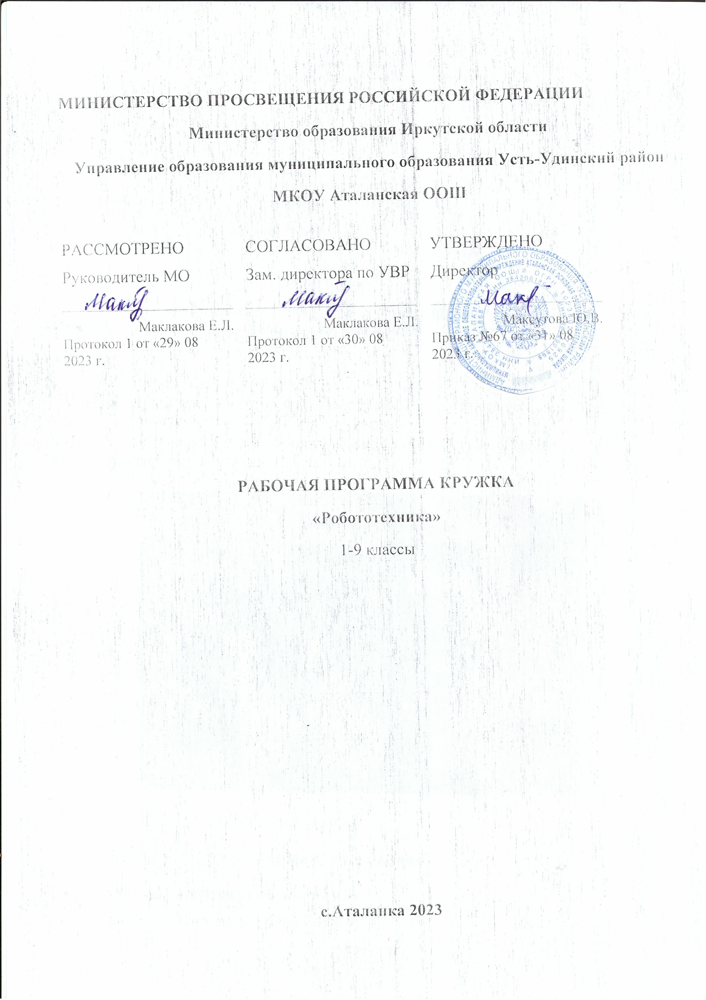 МИНИСТЕРСТВО ПРОСВЕЩЕНИЯ РОССИЙСКОЙ ФЕДЕРАЦИИ
Министерство образования Иркутской области
Управление образования муниципального образования Усть-Удинский район
МКОУ Аталанская ООШ
РАССМОТРЕНО
Руководитель МО
Маклакова Е.Л.
Протокол 1 от «29» 08
2023 г.
СОГЛАСОВАНО
Зам. директора по УВР
Маклакова Е.Л.
Протокол 1 от «30» 08
2023 г.
УТВЕРЖДЕНО
Директор
Максутова Ю.В.
Приказ №67 от «31» 08
2023 г.
РАБОЧАЯ ПРОГРАММА КРУЖКА
«Робототехника»
1-9 классы
с.Аталанка 2023